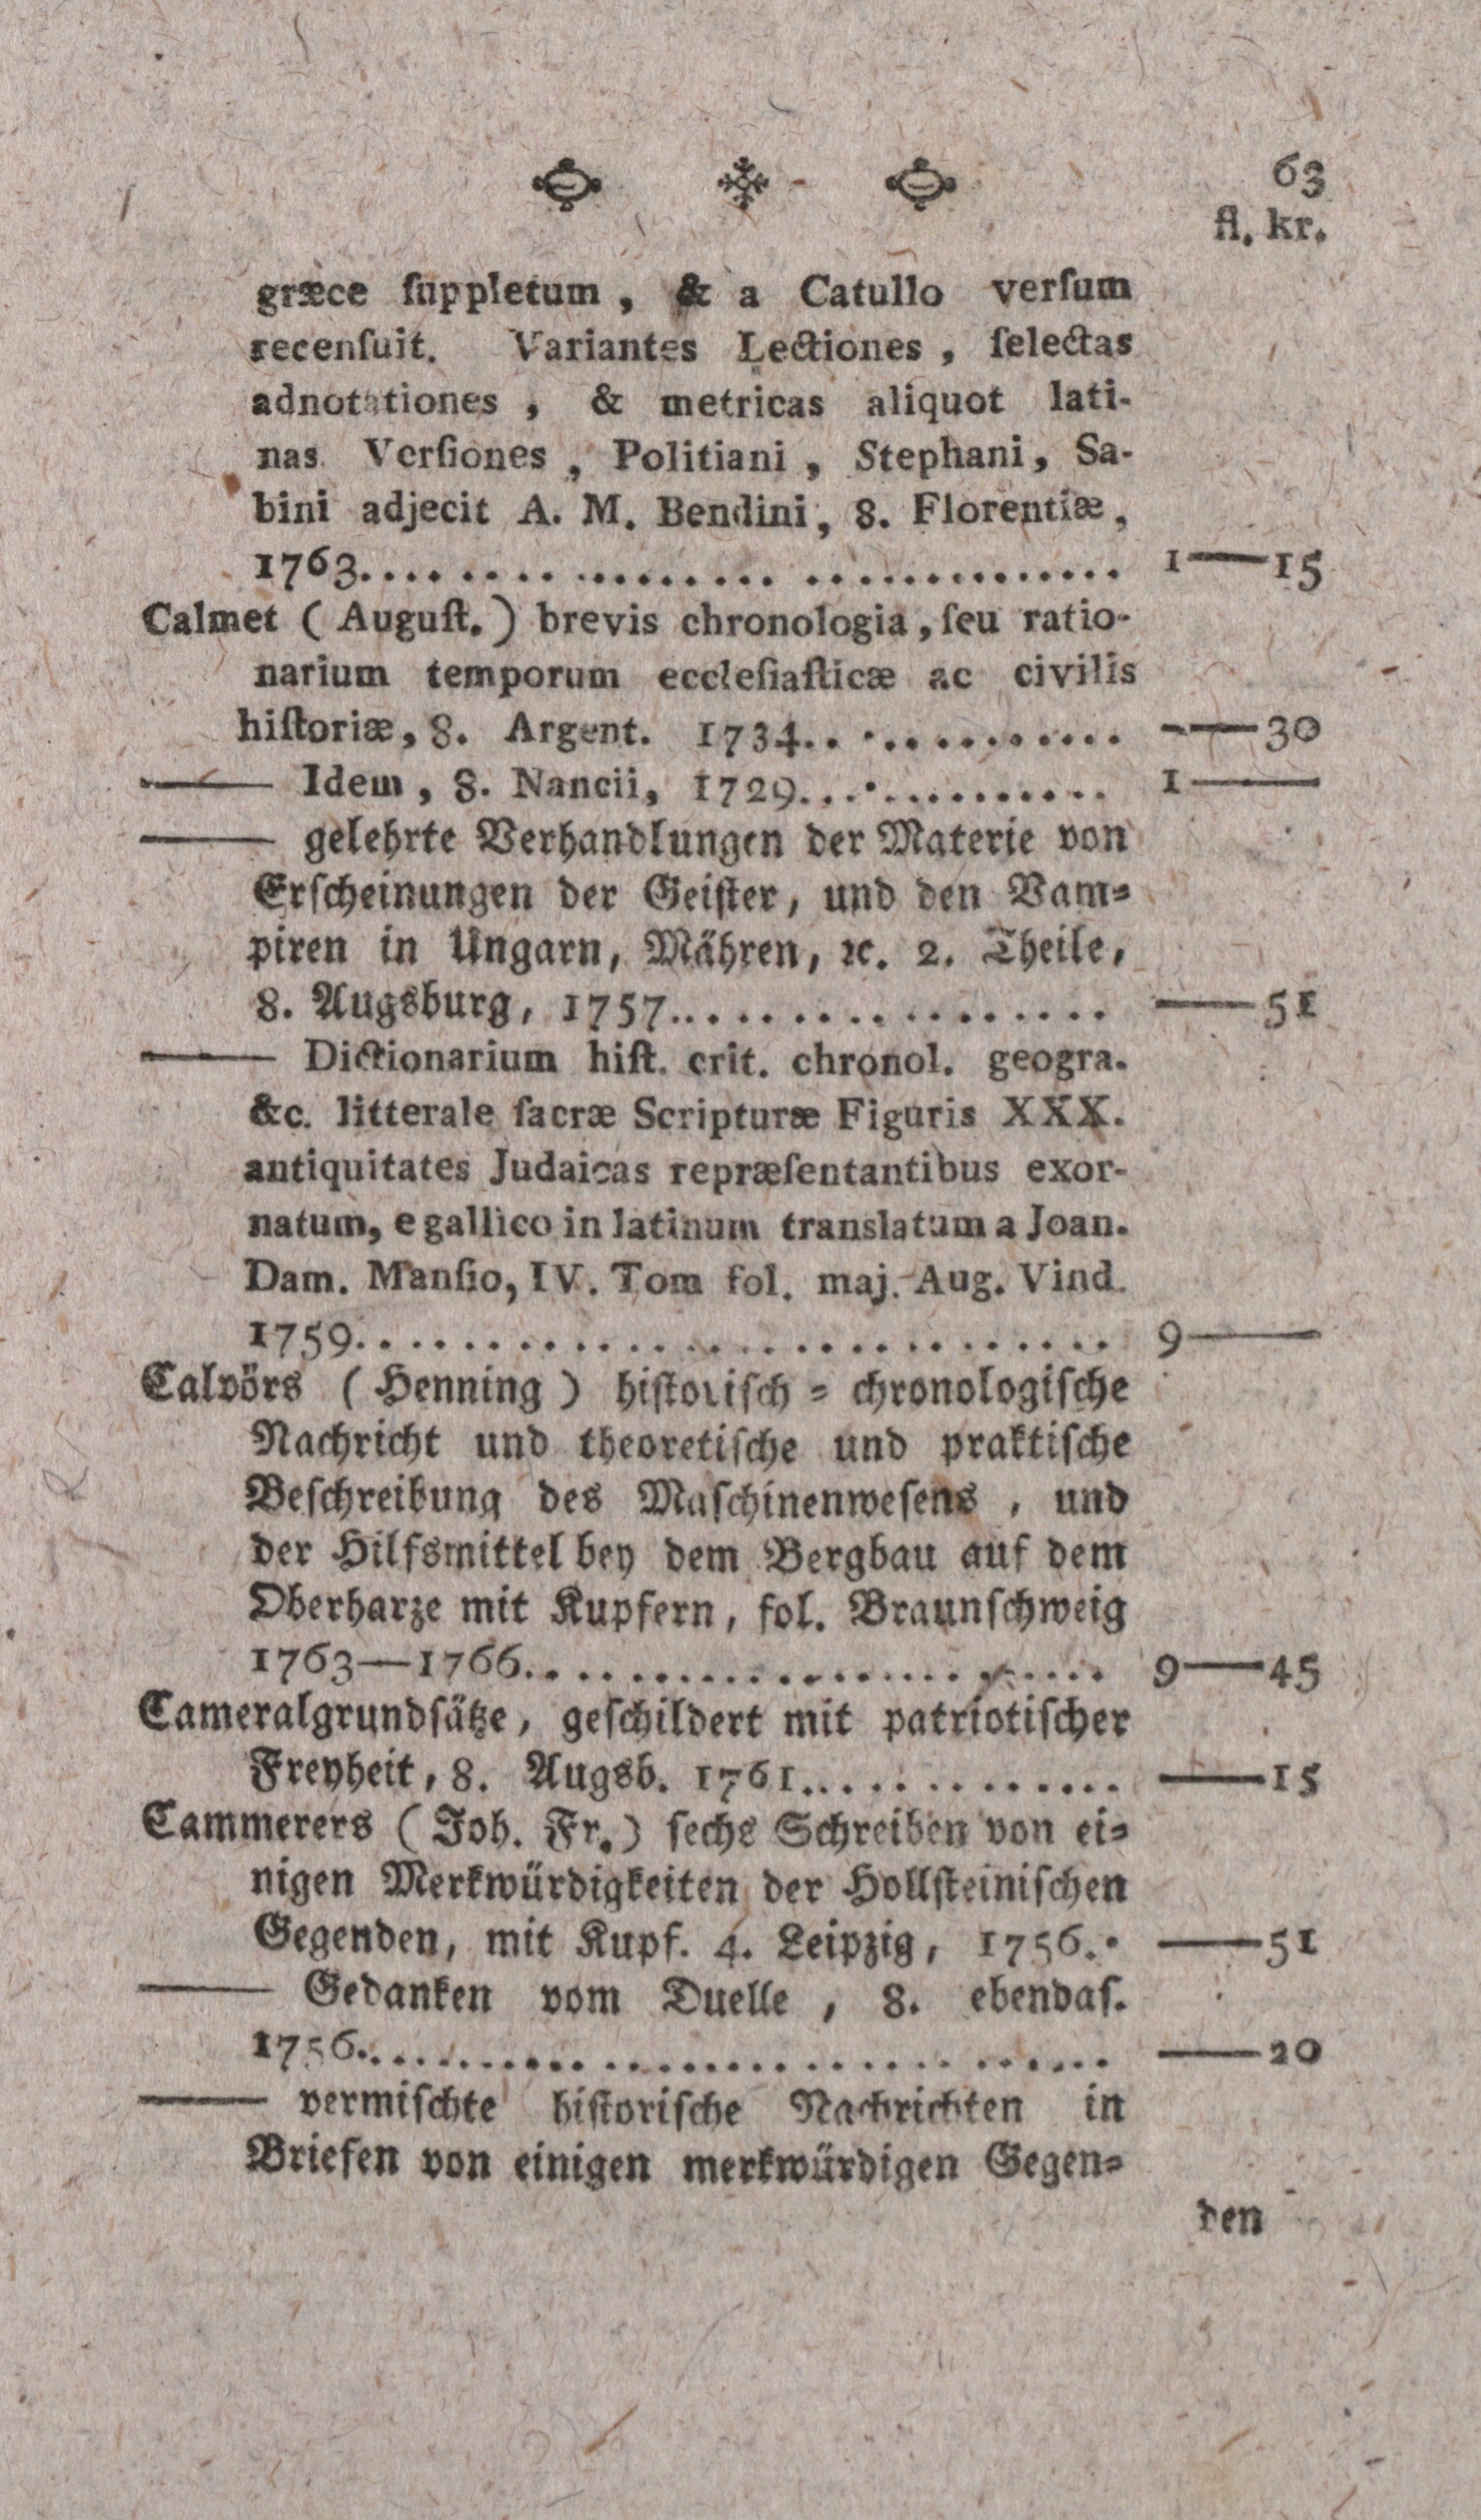 63
fl. kr.
græce ſuppletum, & a Catullo verſum
recenſuit. Variantes Lectiones, ſelectas
adnotationes, & metricas aliquot lati-
nas Verſiones, Politiani, Stephani, Sa-
bini adjecit A. M. Bendini, 8. Florentiæ,
1763.................................. 1—15
Calmet (Auguſt.) brevis chronologia, ſeu ratio-
narium temporum eccleſiaſticæ ac civilis
hiſtoriæ, 8. Argent. 1734.............. ——30
—— Idem, 8. Nancii, 1729.............. 1——
—— gelehrte Verhandlungen der Materie von
Erſcheinungen der Geiſter, und den Vam=
piren in Ungarn, Mähren, ꝛc. 2. Theile,
8. Augsburg, 1757................. ——51
—— Dictionarium hiſt. crit. chronol. geogra.
&c. litterale ſacræ Scripturæ Figuris XXX.
antiquitates Judaicas repræſentantibus exor-
natum, e gallico in latinum translatum a Joan.
Dam. Manſio, IV. Tom fol. maj. Aug. Vind.
1759............................ 9——
Calvörs (Henning) hiſtoriſch = chronologiſche
Nachricht und theoretiſche und praktiſche
Beſchreibung des Maſchinenweſens, und
der Hilfsmittel bey dem Bergbau auf dem
Oberharze mit Kupfern, fol. Braunſchweig
1763—1766...................... 9—45
Cameralgrundſätze, geſchildert mit patriotiſcher
Freyheit, 8. Augsb. 1761............. ——15
Cammerers (Joh. Fr.) ſechs Schreiben von ei=
nigen Merkwürdigkeiten der Hollſteiniſchen
Gegenden, mit Kupf. 4. Leipzig, 1756.. ——51
—— Gedanken vom Duelle, 8. ebendaſ.
1756............................. ——20
—— vermiſchte hiſtoriſche Nachrichten in
Briefen von einigen merkwürdigen Gegen=
den